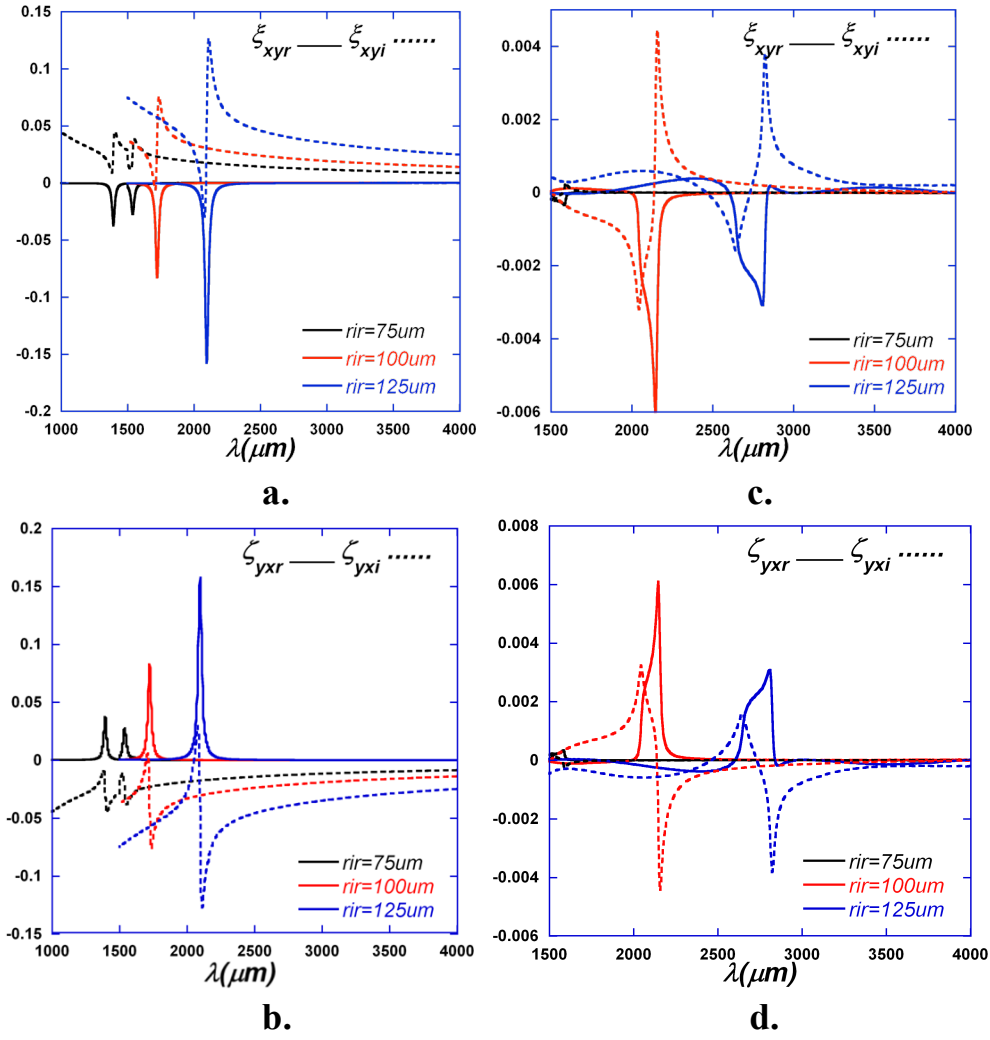 ξxyr —— ξxyi ······
0.15
0.1
0.05
0
-0.05
-0.1
-0.15
-0.2
rir=75um
rir=100um
rir=125um
1000 1500 2000 2500 3000 3500 4000
λ(μm)
a.
ξxyr —— ξxyi ······
0.004
0.002
0
-0.002
-0.004
-0.006
rir=75um
rir=100um
rir=125um
1500 2000 2500 3000 3500 4000
λ(μm)
c.
ζyxr —— ζyxi ······
0.2
0.15
0.1
0.05
0
-0.05
-0.1
-0.15
rir=75um
rir=100um
rir=125um
1000 1500 2000 2500 3000 3500 4000
λ(μm)
b.
ζyxr —— ζyxi ······
0.008
0.006
0.004
0.002
0
-0.002
-0.004
-0.006
rir=75um
rir=100um
rir=125um
1500 2000 2500 3000 3500 4000
λ(μm)
d.